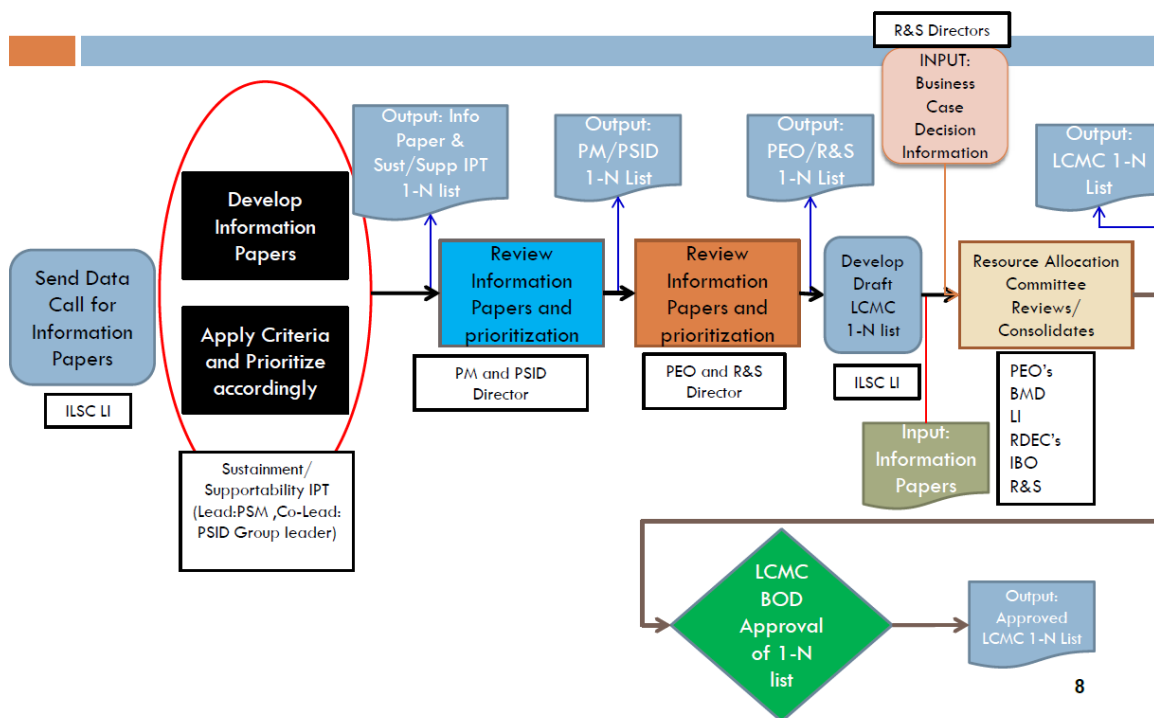 R&S Directors
INPUT:
Business
Case
Decision
Information
Output: Info
Paper &
Sust/Supp IPT
1-N list
Output:
PM/PSID
1-N List
Output:
PEO/R&S
1-N List
Output:
LCMC 1-N
List
Send Data
Call for
Information
Papers
ILSC LI
Develop
Information
Papers
Apply Criteria
and Prioritize
accordingly
Sustainment/
Supportability IPT
(Lead:PSM ,Co-Lead:
PSID Group leader)
Review
Information
Papers and
prioritization
PM and PSID
Director
Review
Information
Papers and
prioritization
PEO and R&S
Director
Develop
Draft
LCMC
1-N list
ILSC LI
Input:
Information
Papers
Resource Allocation
Committee
Reviews/
Consolidates
PEO's
BMD
LI
RDEC's
IBO
R&S
LCMC
BOD
Approval
of 1-N
list
Output:
Approved
LCMC 1-N List
8